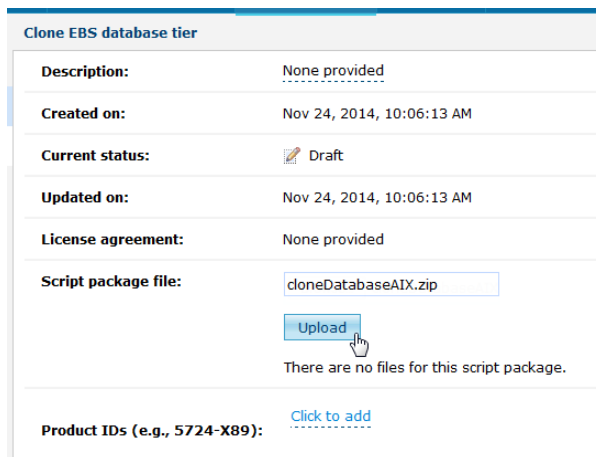 Clone EBS database tier
Description: None provided
Created on: Nov 24, 2014, 10:06:13 AM
Current status: Draft
Updated on: Nov 24, 2014, 10:06:13 AM
License agreement: None provided
Script package file: cloneDatabaseAIX.zip
Upload
There are no files for this script package.
Click to add
Product IDs (e.g., 5724-X89):